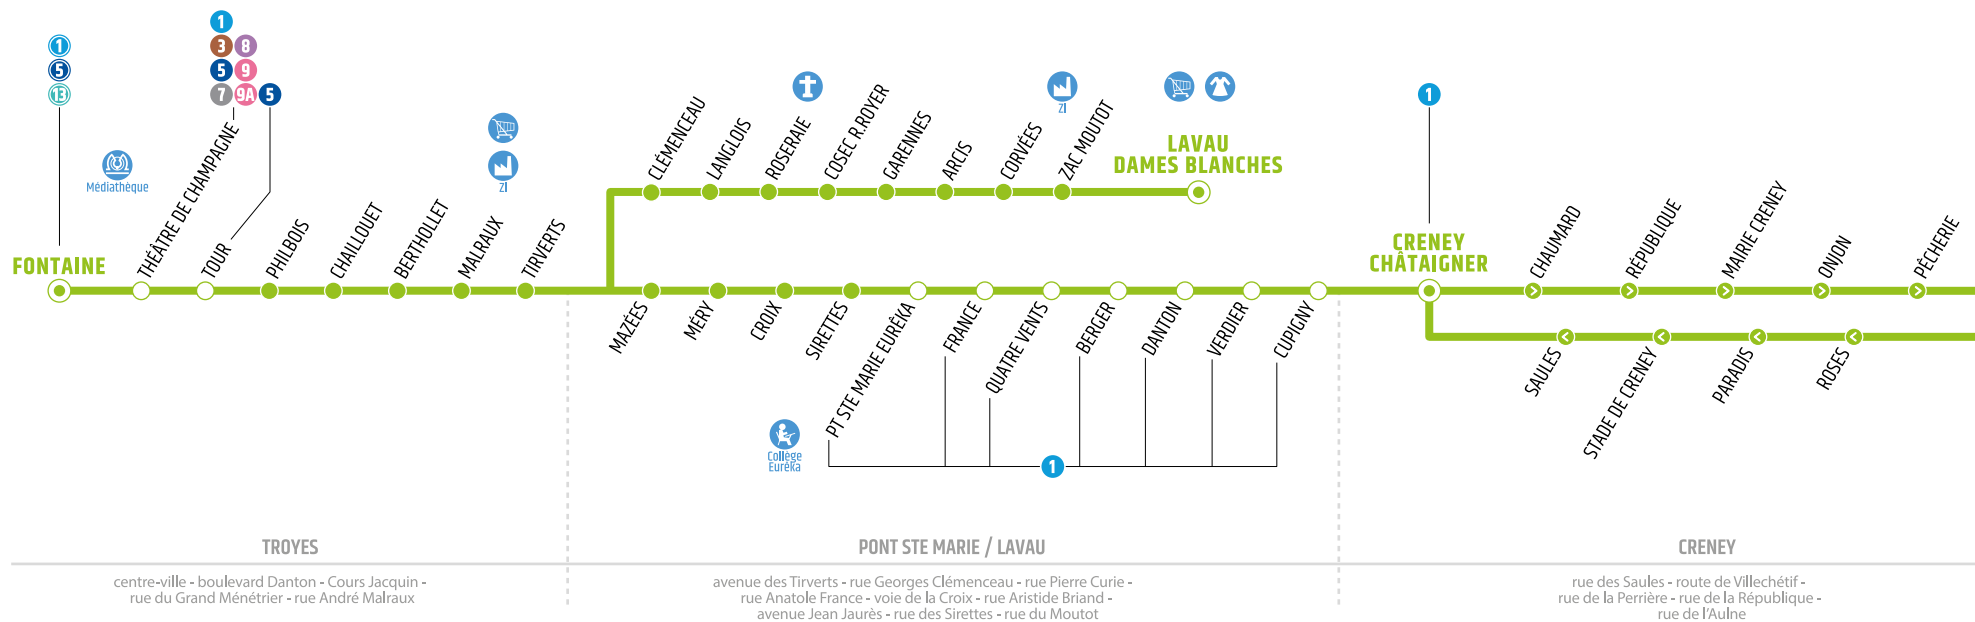 1
5
13
1
3 8
5 9
7 9A 5
Médiathèque
FONTAINE
THÉÂTRE DE CHAMPAGNE
TOUR
PHILBOIS
CHAILLOUET
BERTHOLLET
MALRAUX
TIRVERTS
ZI
CLÉMENCEAU
LANGLOIS
ROSERAIE
COSEC R.ROYER
GARENNES
ARCIS
CORVÉES
ZAC MOUTOT
ZI
LAVAU
DAMES BLANCHES
MAZÉES
MÉRY
CROIX
SIRETTES
PT STE MARIE EURÊKA
FRANCE
QUATRE VENTS
BERGER
DANTON
VERDIER
CUPIGNY
Collège
Eurêka
1
1
CRENEY
CHÂTAIGNER
CHAUMARD
RÉPUBLIQUE
MAIRIE CRENEY
ONJON
PÊCHERIE
SAULES
STADE DE CRENEY
PARADIS
ROSES
TROYES
centre-ville - boulevard Danton - Cours Jacquin -
rue du Grand Ménétrier - rue André Malraux
PONT STE MARIE / LAVAU
avenue des Tirverts - rue Georges Clémenceau - rue Pierre Curie -
rue Anatole France - voie de la Croix - rue Aristide Briand -
avenue Jean Jaurès - rue des Sirettes - rue du Moutot
CRENEY
rue des Saules - route de Villechétif -
rue de la Perrière - rue de la République -
rue de l'Aulne